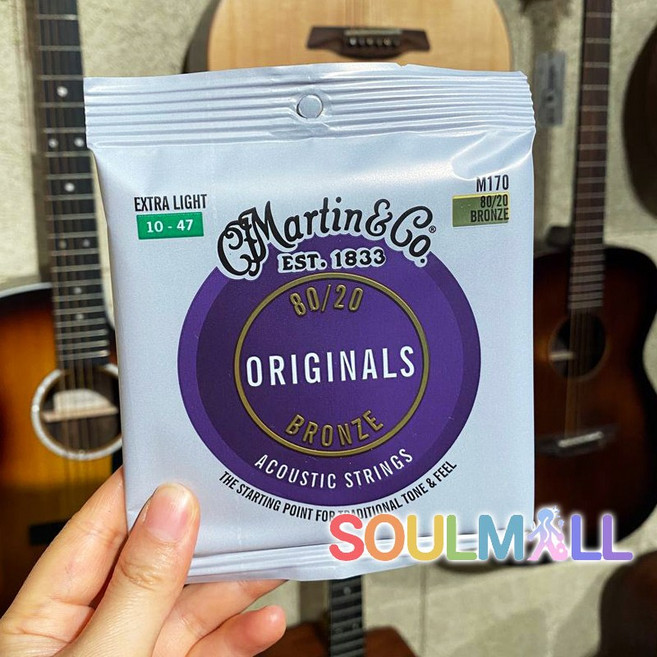 EXTRA LIGHT
10 - 47
M170
80/20
BRONZE
CF Martin & Co.®
EST. 1833
80/20
ORIGINALS
BRONZE
ACOUSTIC STRINGS
THE STARTING POINT FOR TRADITIONAL TONE & FEEL
SOULMALL